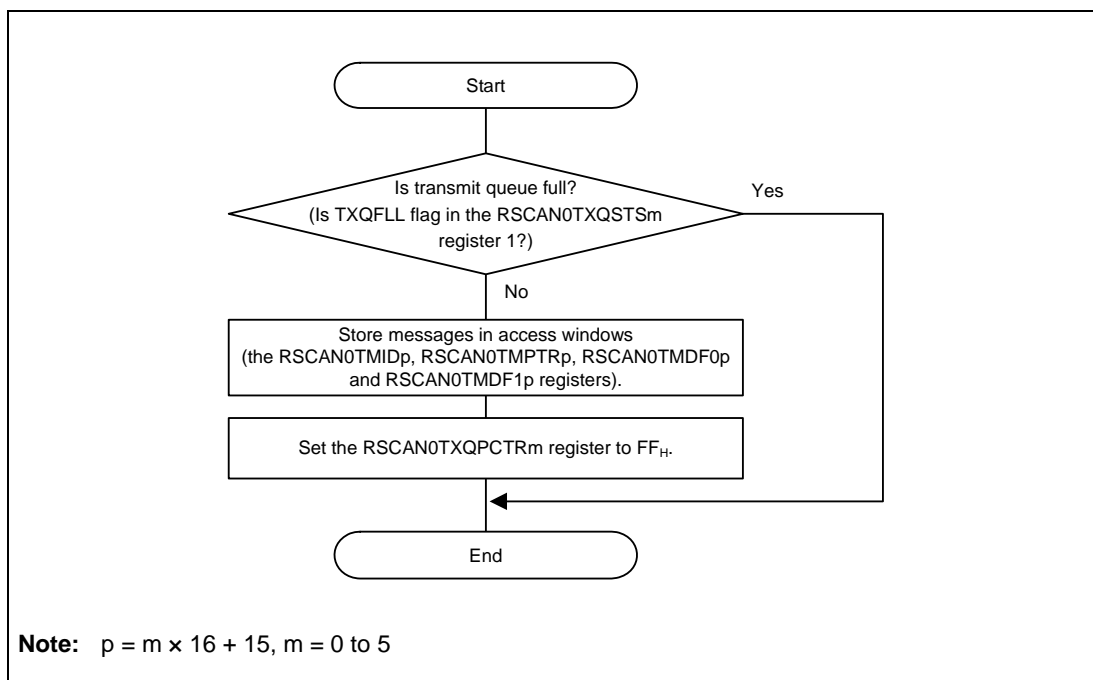 Start
Is transmit queue full?
(Is TXQFLL flag in the RSCAN0TXQSTSm
register 1?)
Yes
No
Store messages in access windows
(the RSCAN0TMIDp, RSCAN0TMPTRp, RSCAN0TMDF0p
and RSCAN0TMDF1p registers).
Set the RSCAN0TXQPCTRm register to FFH.
End
Note: p = m × 16 + 15, m = 0 to 5